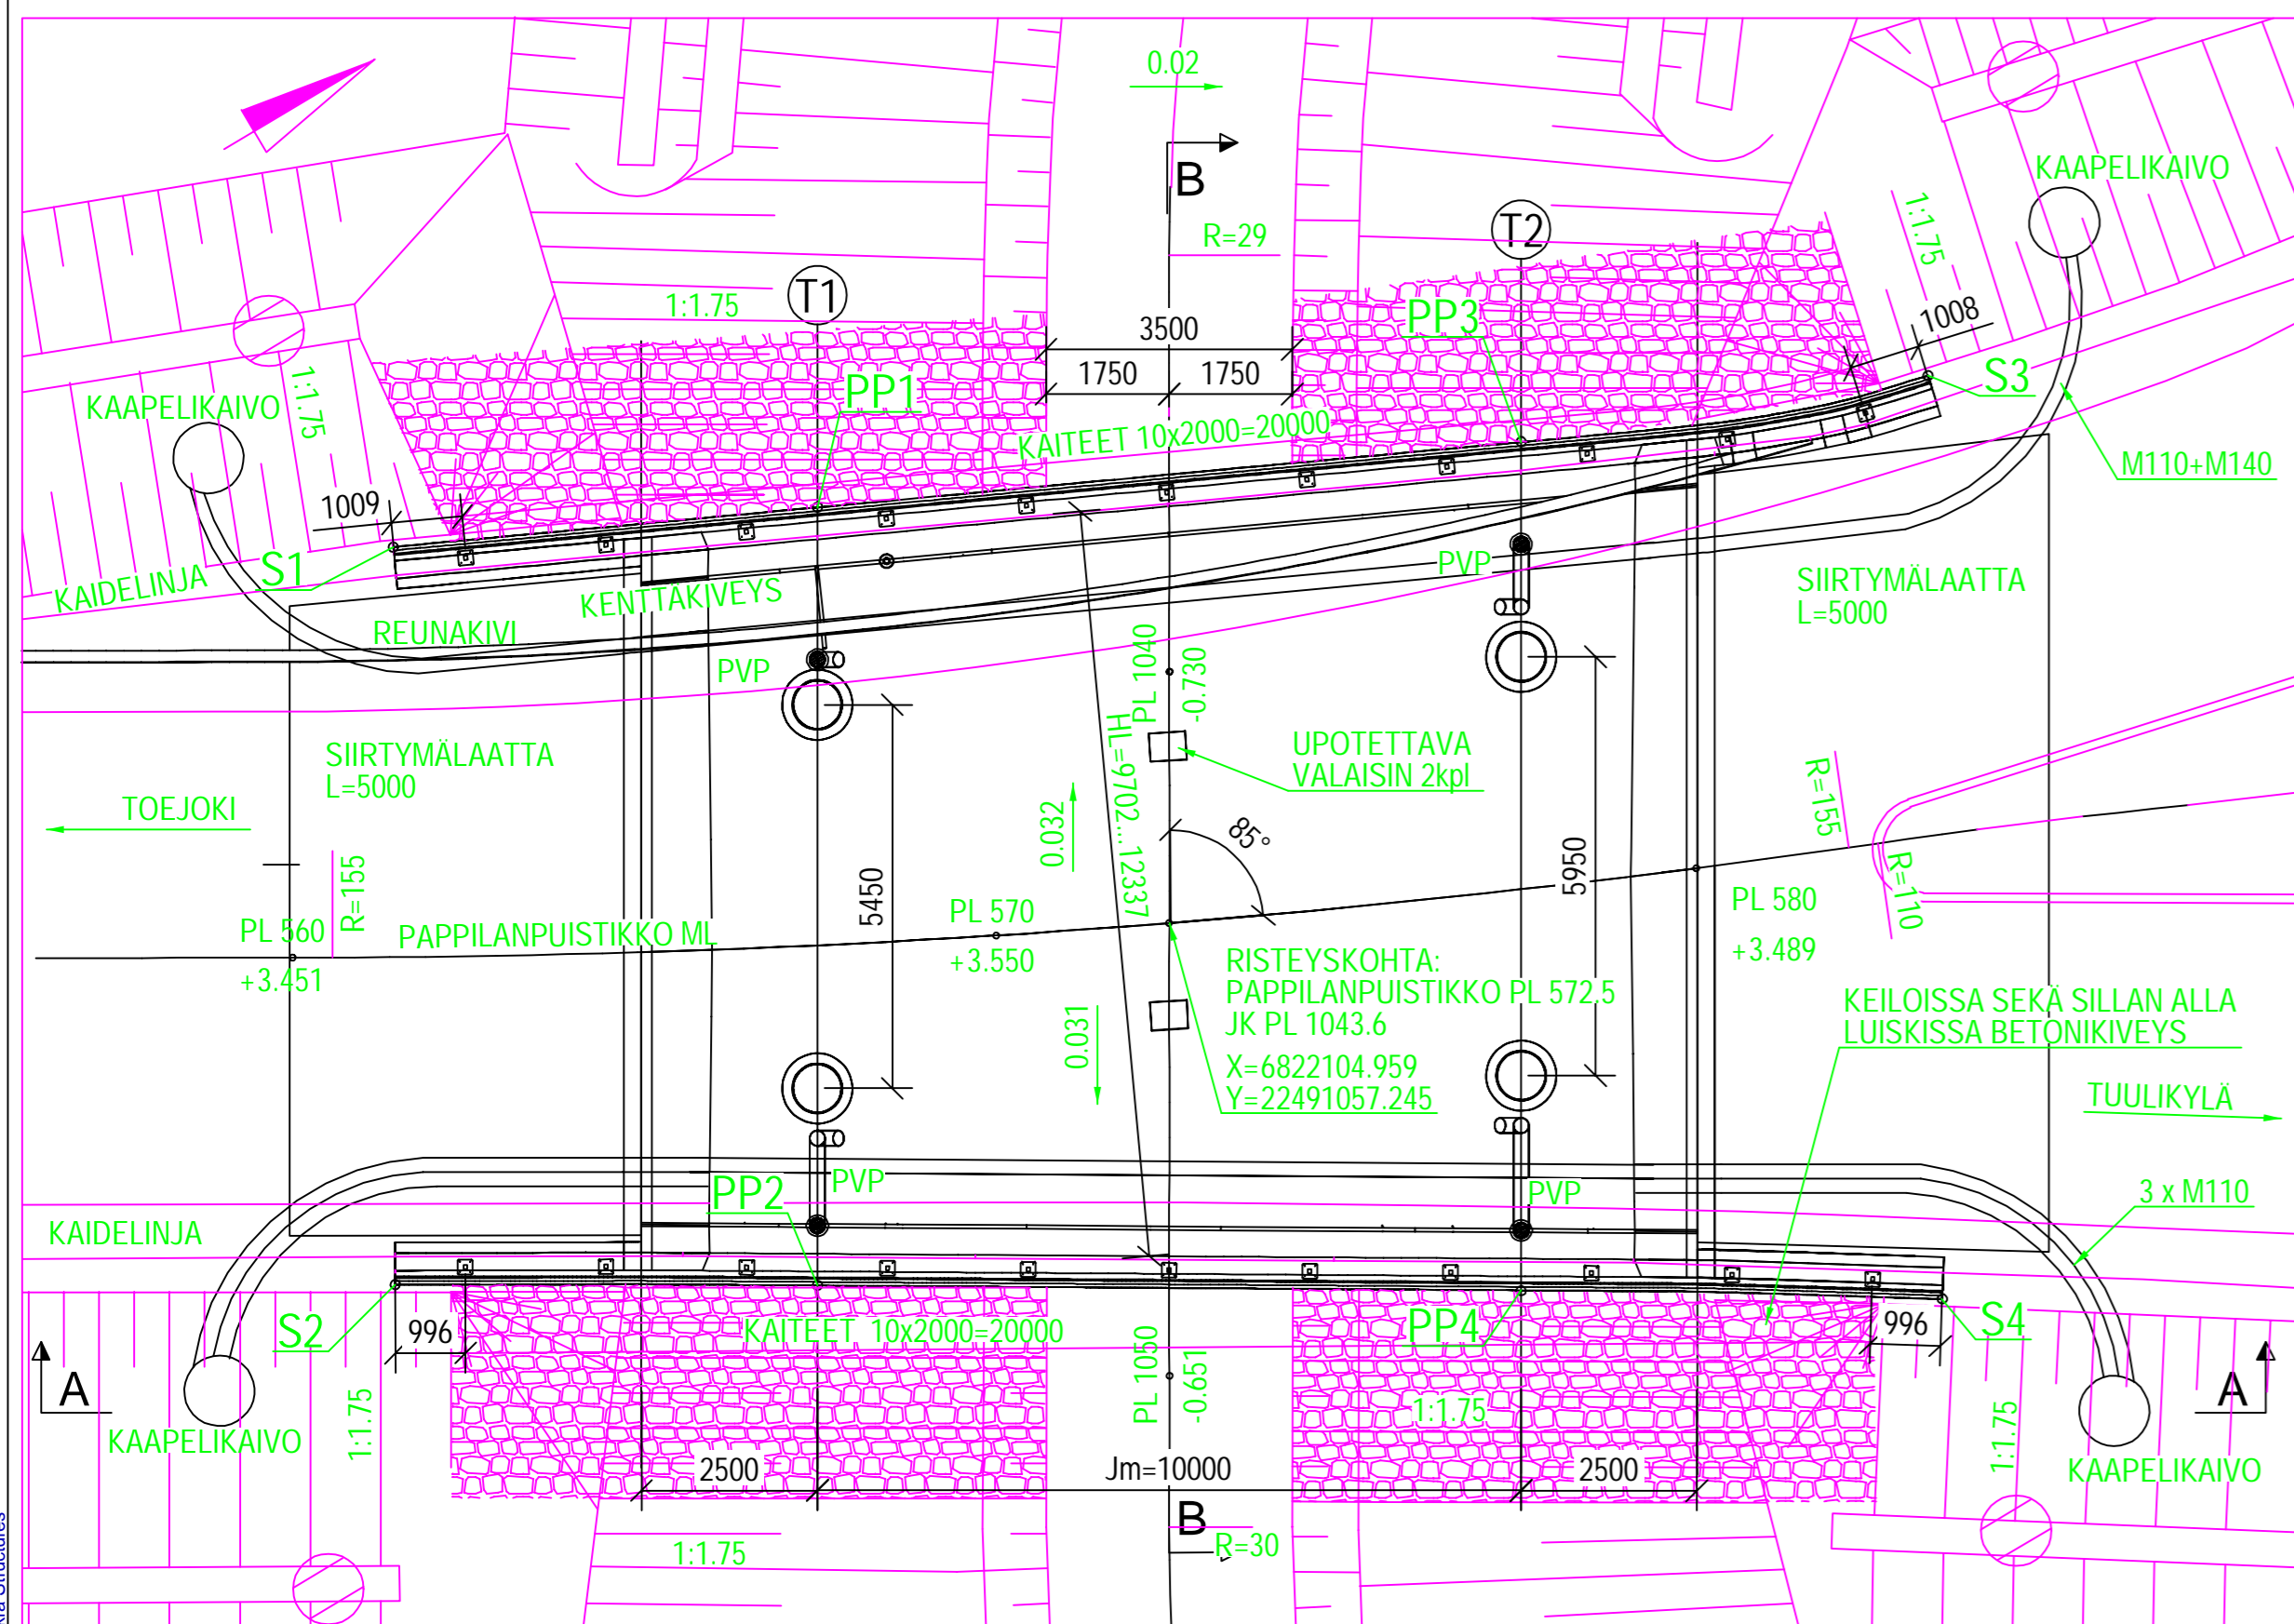 0.02
B
KAAPELIKAIVO
R=29
T2
1:1.75
T1
1:1.75
PP3
3500
1008
1750
1750
PP1
S3
KAAPELIKAIVO
1:1.75
KAITEET 10x2000=20000
M110+M140
1009
S1
KAIDELINJA
KENTTÄKIVEYS
PVP
SIIRTYMÄLAATTA
L=5000
REUNAKIVI
PVP
PL 1040
-0.730
HL=9702...12337
SIIRTYMÄLAATTA
L=5000
UPOTETTAVA
VALAISIN 2kpl
TOEJOKI
0.032
85°
R=155
5450
5950
R=155
R=110
PL 560
+3.451
PAPPILANPUISTIKKO ML
PL 570
+3.550
PL 580
+3.489
RISTEYSKOHTA:
PAPPILANPUISTIKKO PL 572.5
JK PL 1043.6
X=6822104.959
Y=22491057.245
0.031
KEILOISSA SEKÄ SILLAN ALLA
LUISKISSA BETONIKIVEYS
TUULIKYLÄ
PP2
PVP
PVP
3 x M110
KAIDELINJA
S2
996
KAITEET 10x2000=20000
PP4
996
S4
A
PL 1050
-0.651
A
KAAPELIKAIVO
1:1.75
1:1.75
1:1.75
KAAPELIKAIVO
2500
Jm=10000
2500
B
R=30
1:1.75
Structures